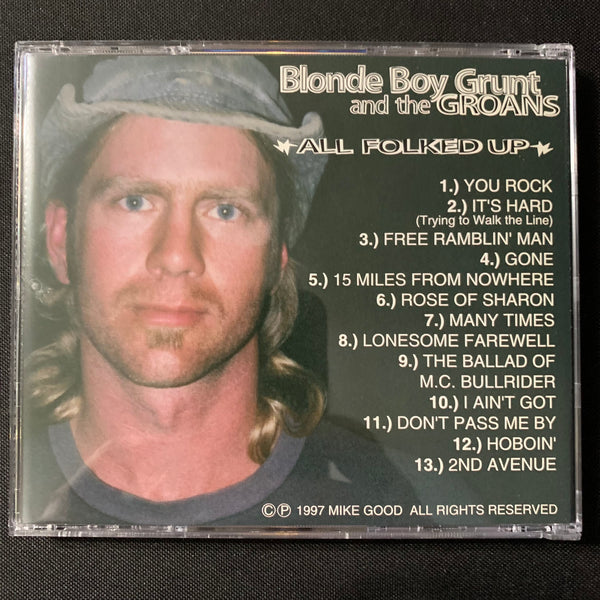 Blonde Boy Grunt
and the GROANS
ALL FOLKED UP
1.) YOU ROCK
2.) IT'S HARD
(Trying to Walk the Line)
3.) FREE RAMBLIN' MAN
4.) GONE
5.) 15 MILES FROM NOWHERE
6.) ROSE OF SHARON
7.) MANY TIMES
8.) LONESOME FAREWELL
9.) THE BALLAD OF
M.C. BULLRIDER
10.) I AIN'T GOT
11.) DON'T PASS ME BY
12.) HOBOIN'
13.) 2ND AVENUE
©℗ 1997 MIKE GOOD ALL RIGHTS RESERVED